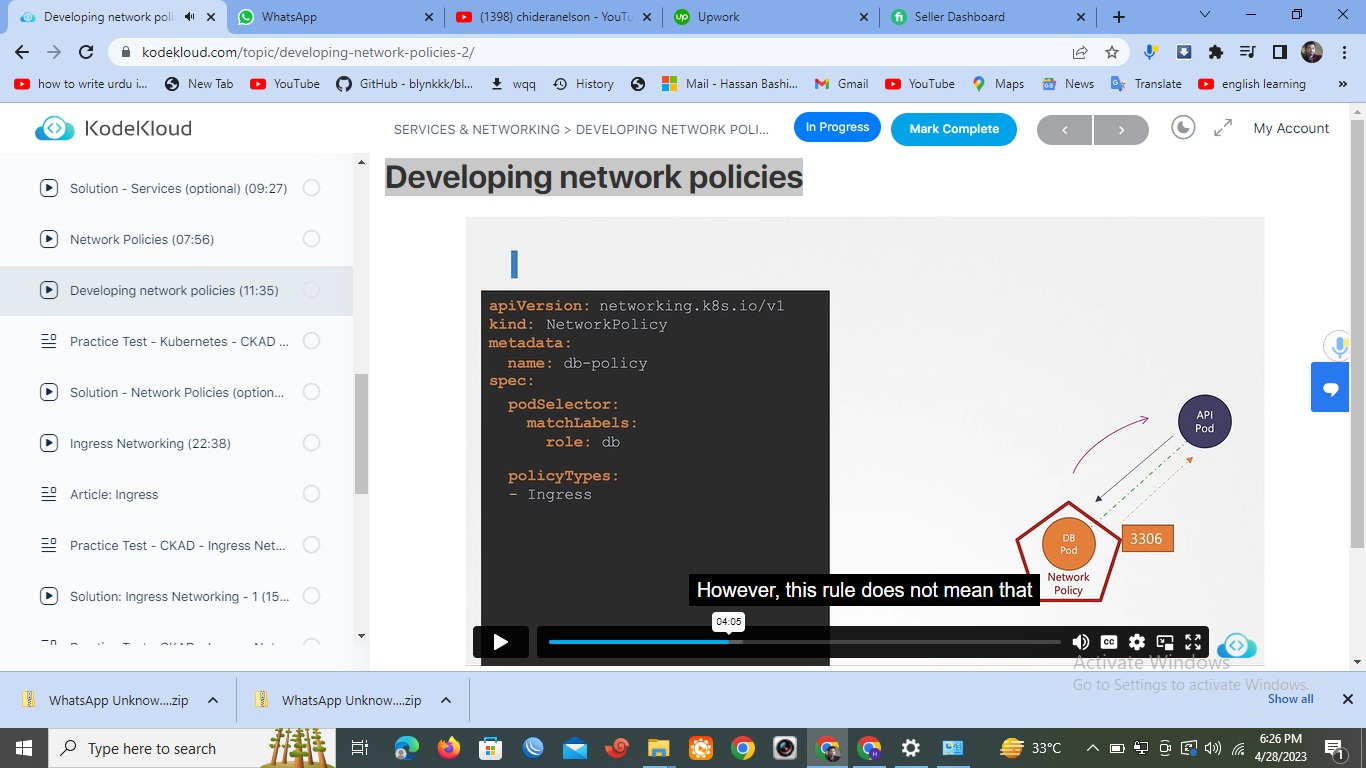 Developing network pol
WhatsApp
(1398) chideranelson - YouTu
Upwork
Seller Dashboard
kodekloud.com/topic/developing-network-policies-2/
how to write urdu i...
New Tab
YouTube
GitHub - blynkkk/bl...
wqq
History
Mail - Hassan Bashi...
Gmail
YouTube
Maps
News
Translate
english learning
»
KodeKloud
SERVICES & NETWORKING > DEVELOPING NETWORK POLI...
In Progress
Mark Complete
My Account
Solution - Services (optional) (09:27)
Network Policies (07:56)
Developing network policies (11:35)
Practice Test - Kubernetes - CKAD ...
Solution - Network Policies (option...
Ingress Networking (22:38)
Article: Ingress
Practice Test - CKAD - Ingress Net...
Solution: Ingress Networking - 1 (15...
Developing network policies
apiVersion: networking.k8s.io/v1
kind: NetworkPolicy
metadata:
name: db-policy
spec:
podSelector:
matchLabels:
role: db
policyTypes:
- Ingress
API
Pod
DB
Pod
3306
Network
Policy
However, this rule does not mean that
04:05
CC
Activate Windows
Go to Settings to activate Windows.
WhatsApp Unknow....zip
WhatsApp Unknow....zip
Show all
Type here to search
33°C
6:26 PM
4/28/2023
1